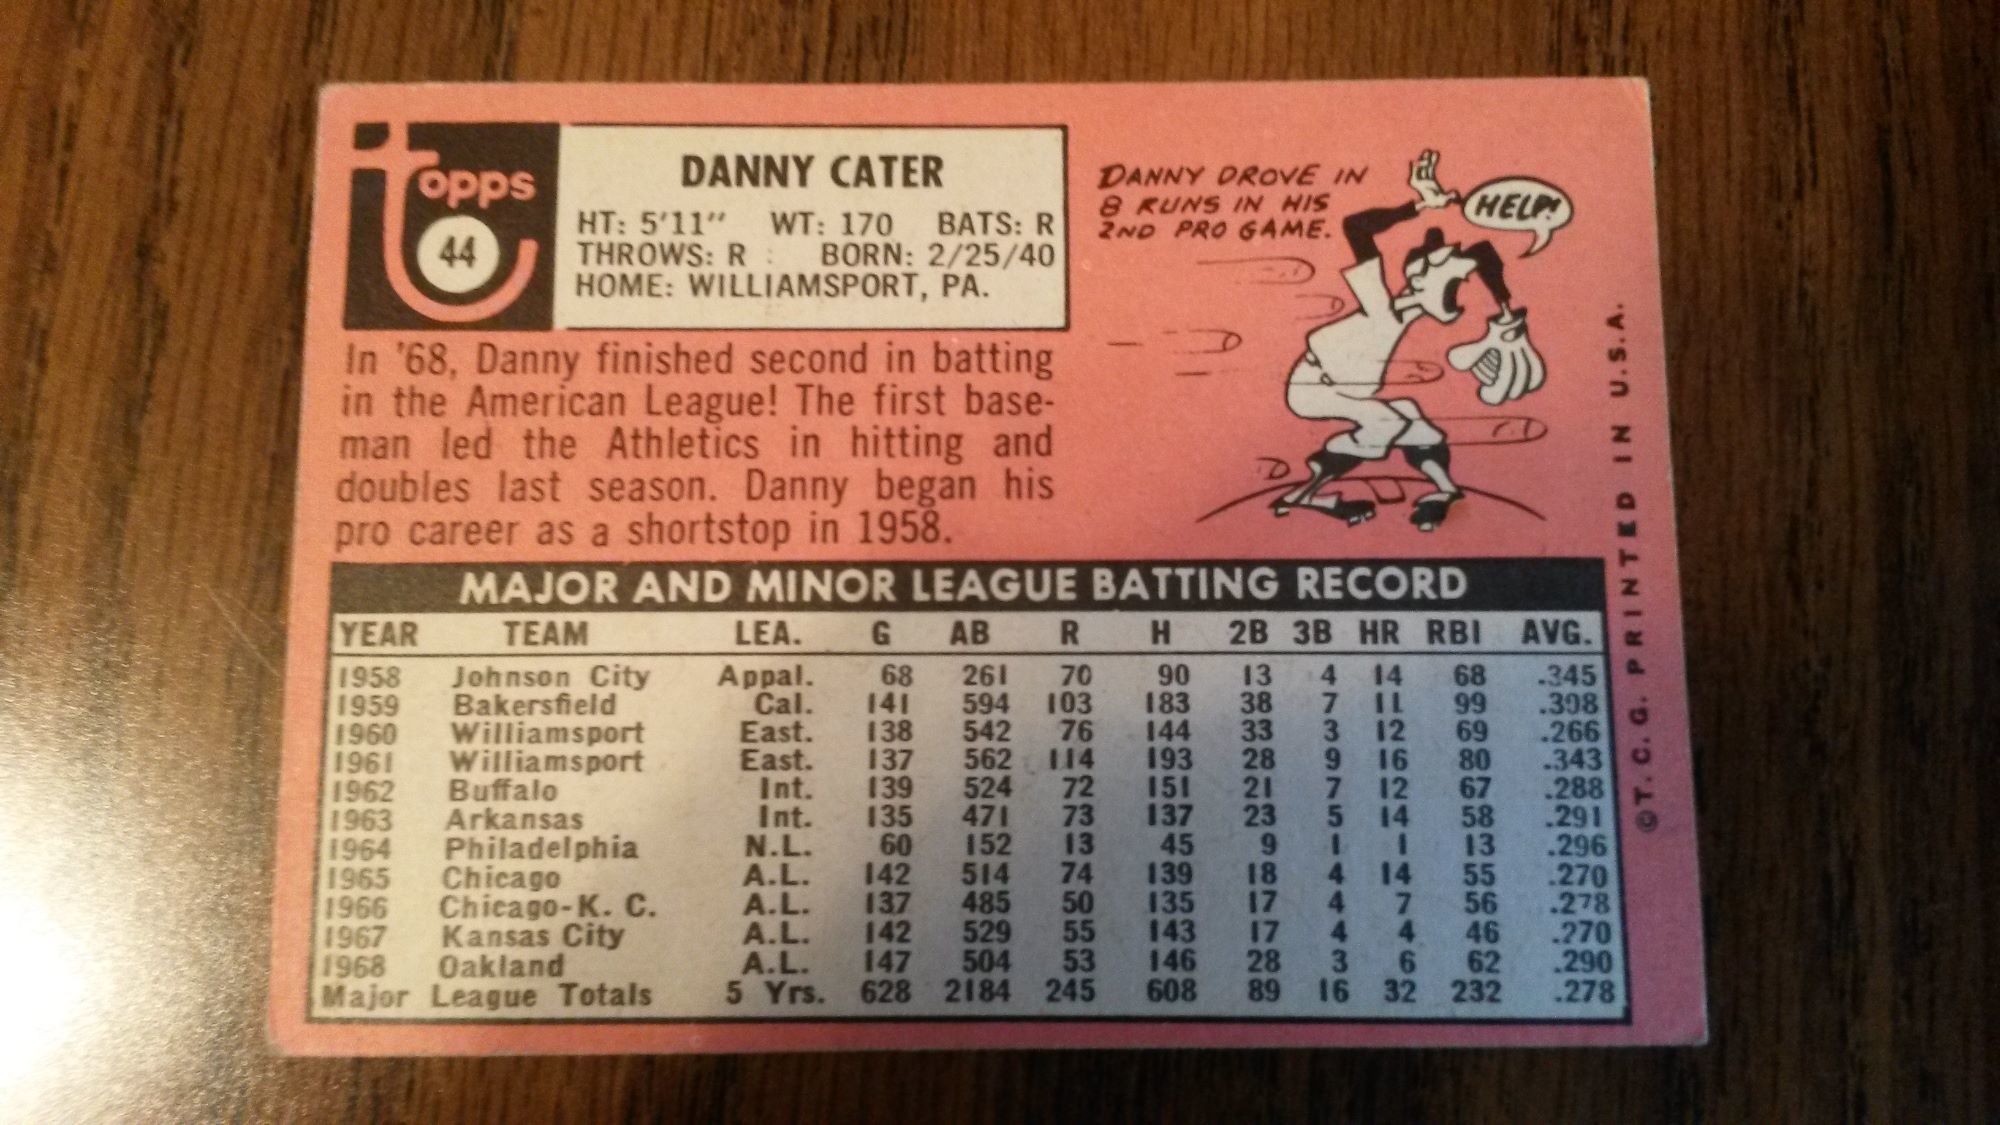 topps
44
DANNY CATER
HT: 5'11" WT: 170 BATS: R
THROWS: R BORN: 2/25/40
HOME: WILLIAMSPORT, PA.
DANNY DROVE IN
8 RUNS IN HIS
2ND PRO GAME.
HELP!
In '68, Danny finished second in batting
in the American League! The first base-
man led the Athletics in hitting and
doubles last season. Danny began his
pro career as a shortstop in 1958.
MAJOR AND MINOR LEAGUE BATTING RECORD
YEAR TEAM LEA. G AB R H 2B 3B HR RBI AVG.
1958 Johnson City Appal. 68 261 70 90 13 4 14 68 .345
1959 Bakersfield Cal. 141 594 103 183 38 7 11 99 .308
1960 Williamsport East. 138 542 76 144 33 3 12 69 .266
1961 Williamsport East. 137 562 114 193 28 9 16 80 .343
1962 Buffalo Int. 139 524 72 151 21 7 12 67 .288
1963 Arkansas Int. 135 471 73 137 23 5 14 58 .291
1964 Philadelphia N.L. 60 152 13 45 9 1 1 13 .296
1965 Chicago A.L. 142 514 74 139 18 4 14 55 .270
1966 Chicago-K. C. A.L. 137 485 50 135 17 4 7 56 .278
1967 Kansas City A.L. 142 529 55 143 17 4 4 46 .270
1968 Oakland A.L. 147 504 53 146 28 3 6 62 .290
Major League Totals 5 Yrs. 628 2184 245 608 89 16 32 232 .278
©T.C.G. PRINTED IN U.S.A.